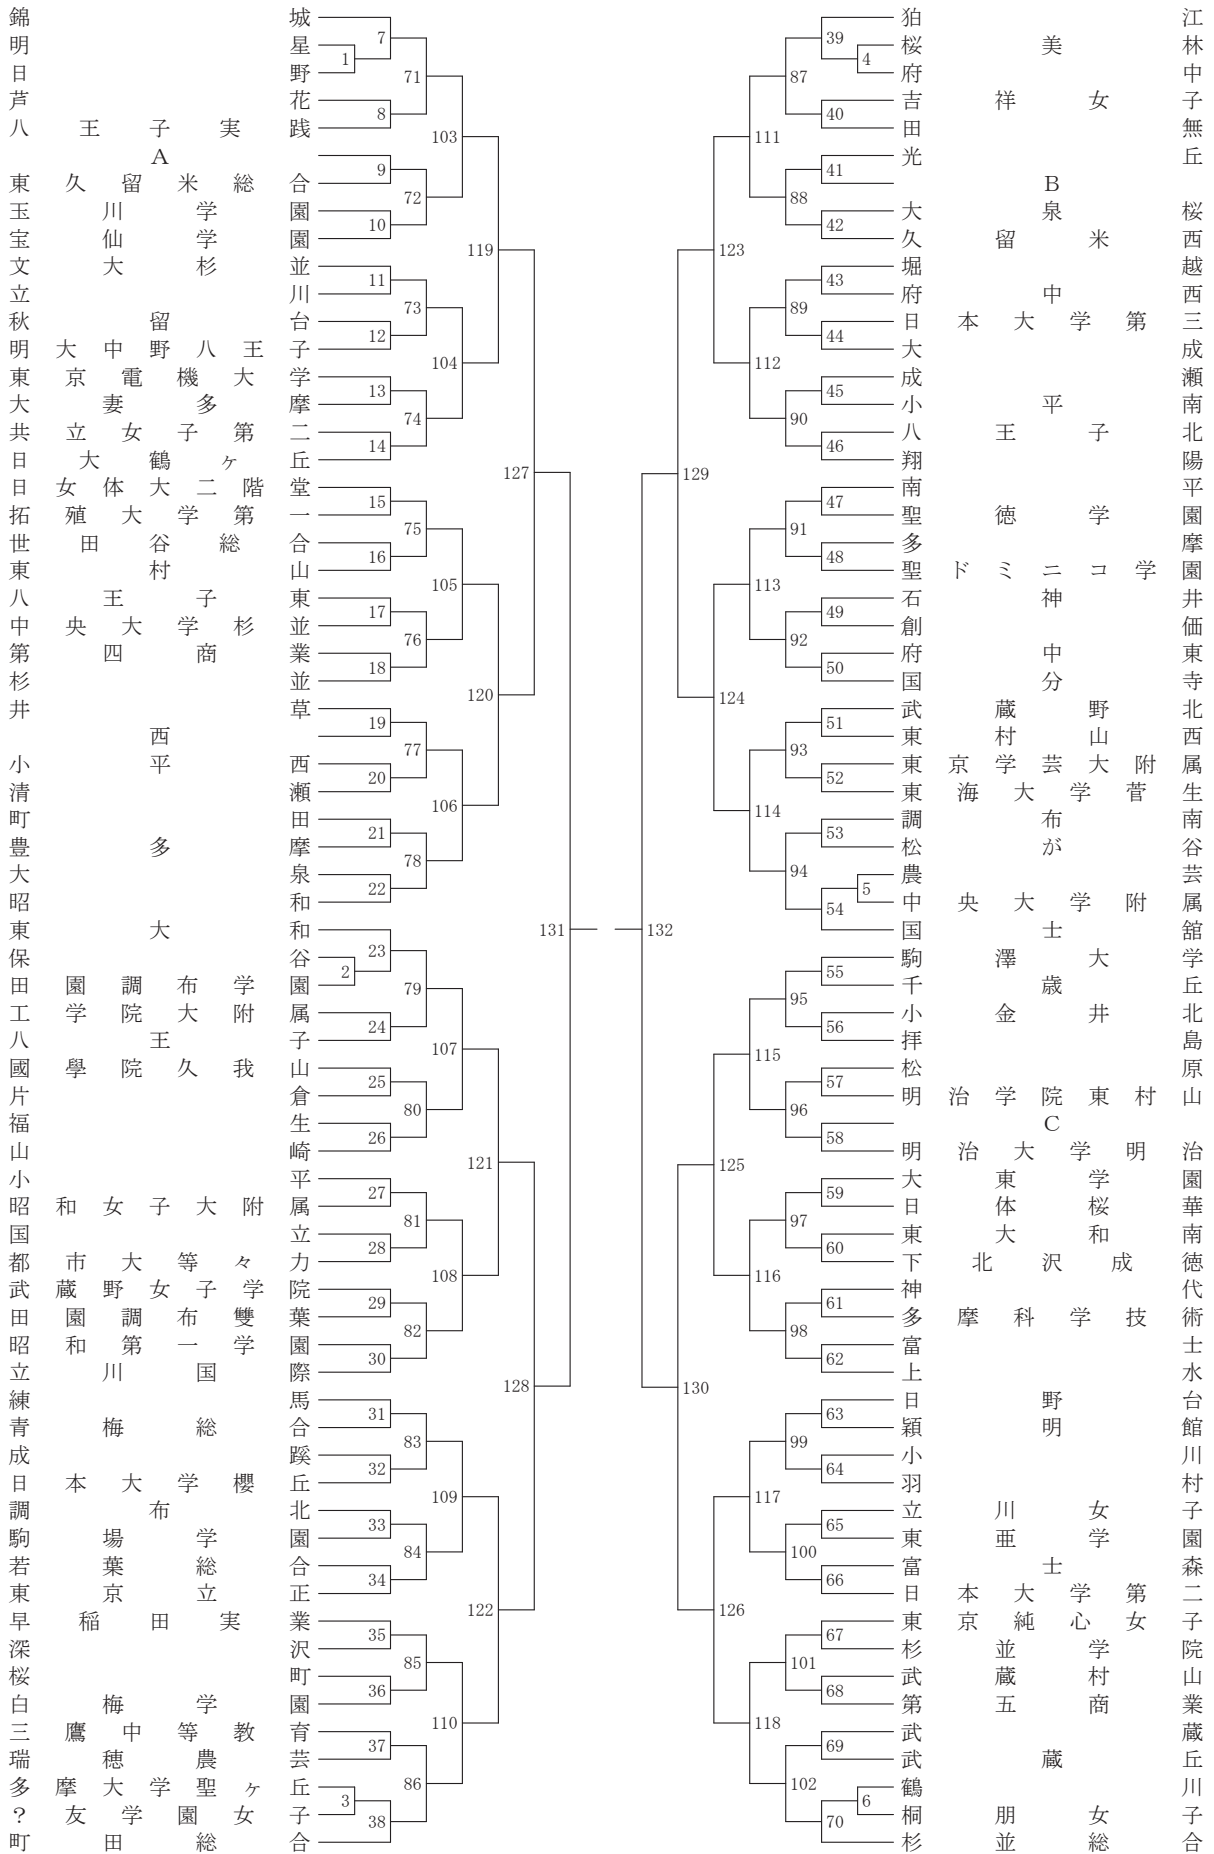 錦城
明星
日野
芦花
八王子実践
A
東久留米総合
玉川学園
宝仙学園
文大杉並
立川
秋留台
明大中野八王子
東京電機大学
大妻多摩
共立女子第二
日大鶴ヶ丘
日女体大二階堂
拓殖大学第一
世田谷総合
東村山
八王子東
中央大学杉並
第四商業
杉並
井草
西
小平西
清瀬
町田
豊多摩
大泉
昭和
東大和
保谷
田園調布学園
工学院大附属
八王子
國學院久我山
片倉
福生
山崎
小平
昭和女子大附属
国立
都市大等々力
武蔵野女子学院
田園調布雙葉
昭和第一学園
立川国際
練馬
青梅総合
成蹊
日本大学櫻丘
調布北
駒場学園
若葉総合
東京立正
早稲田実業
深沢
桜町
白梅学園
三鷹中等教育
瑞穂農芸
多摩大学聖ヶ丘
?友学園女子
町田総合
1
2
3
7
8
9
10
11
12
13
14
15
16
17
18
19
20
21
22
23
24
25
26
27
28
29
30
31
32
33
34
35
36
37
38
71
72
73
74
75
76
77
78
79
80
81
82
83
84
85
86
103
104
105
106
107
108
109
110
119
120
121
122
127
128
131
132
129
130
123
124
125
126
111
112
113
114
115
116
117
118
87
88
89
90
91
92
93
94
95
96
97
98
99
100
101
102
39
40
41
42
43
44
45
46
47
48
49
50
51
52
53
54
55
56
57
58
59
60
61
62
63
64
65
66
67
68
69
70
4
5
6
狛江
桜美林
府中
吉祥女子
田無
光丘
B
大泉桜
久留米西
堀越
府中西
日本大学第三
大成
成瀬
小平南
八王子北
翔陽
南平
聖徳学園
多摩
聖ドミニコ学園
石神井
創価
府中東
国分寺
武蔵野北
東村山西
東京学芸大附属
東海大学菅生
調布南
松が谷
農芸
中央大学附属
国士舘
駒澤大学
千歳丘
小金井北
拝島
松原
明治学院東村山
C
明治大学明治
大東学園
日体桜華
東大和南
下北沢成徳
神代
多摩科学技術
富士
上水
日野台
穎明館
小川
羽村
立川女子
東亜学園
富士森
日本大学第二
東京純心女子
杉並学院
武蔵村山
第五商業
武蔵
武蔵丘
鶴川
桐朋女子
杉並総合